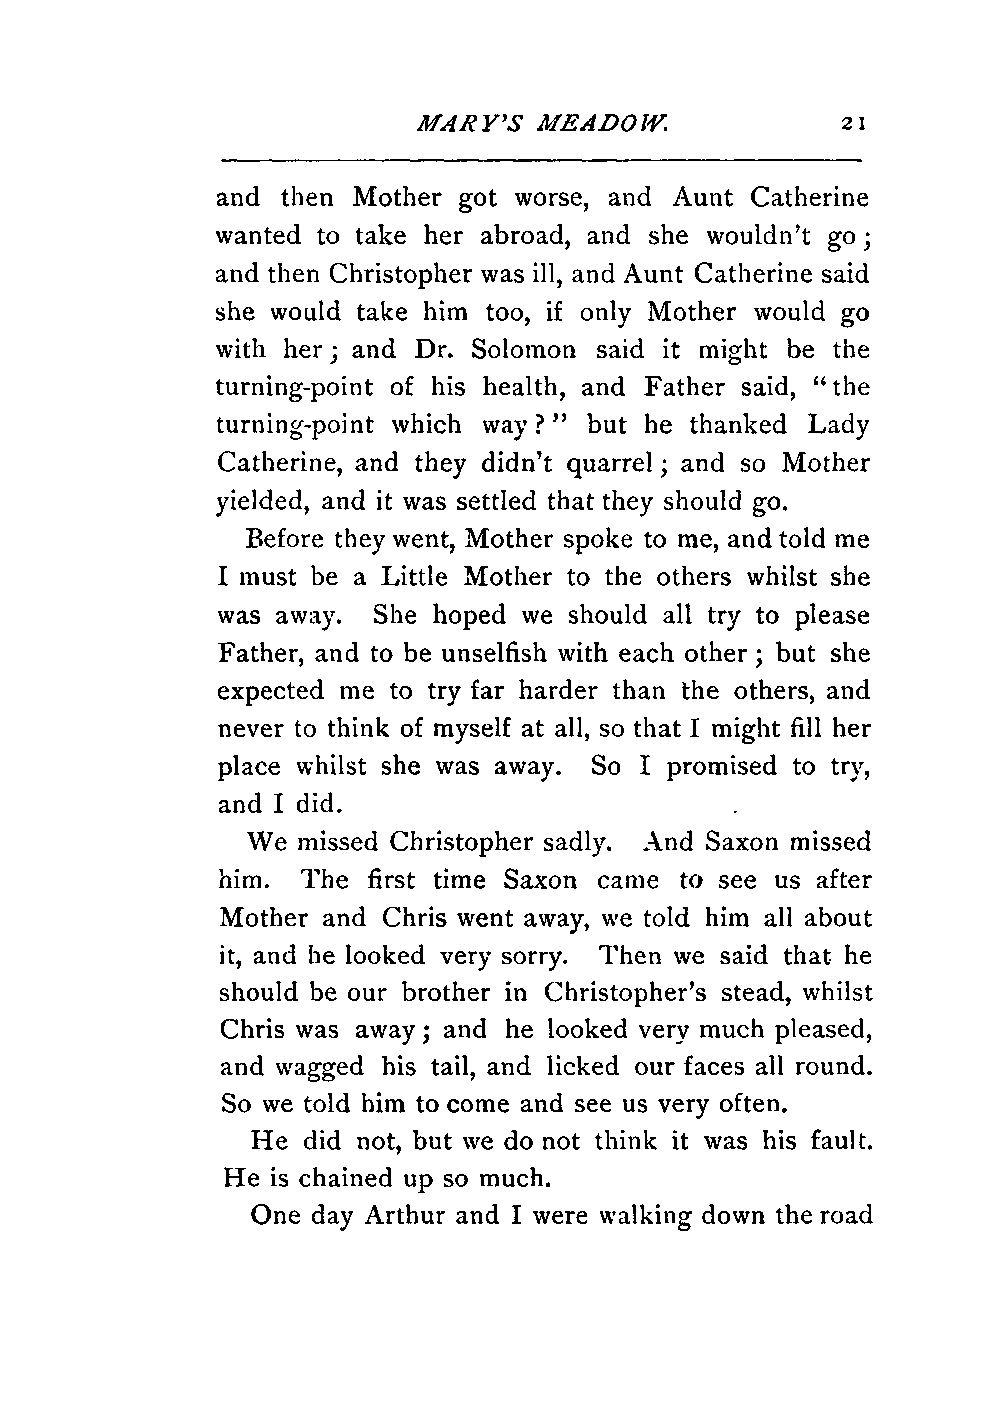 MARY'S MEADOW. 21
and then Mother got worse, and Aunt Catherine
wanted to take her abroad, and she wouldn't go ;
and then Christopher was ill, and Aunt Catherine said
she would take him too, if only Mother would go
with her ; and Dr. Solomon said it might be the
turning-point of his health, and Father said, “ the
turning-point which way ? ” but he thanked Lady
Catherine, and they didn't quarrel ; and so Mother
yielded, and it was settled that they should go.
Before they went, Mother spoke to me, and told me
I must be a Little Mother to the others whilst she
was away. She hoped we should all try to please
Father, and to be unselfish with each other ; but she
expected me to try far harder than the others, and
never to think of myself at all, so that I might fill her
place whilst she was away. So I promised to try,
and I did.
We missed Christopher sadly. And Saxon missed
him. The first time Saxon came to see us after
Mother and Chris went away, we told him all about
it, and he looked very sorry. Then we said that he
should be our brother in Christopher's stead, whilst
Chris was away ; and he looked very much pleased,
and wagged his tail, and licked our faces all round.
So we told him to come and see us very often.
He did not, but we do not think it was his fault.
He is chained up so much.
One day Arthur and I were walking down the road